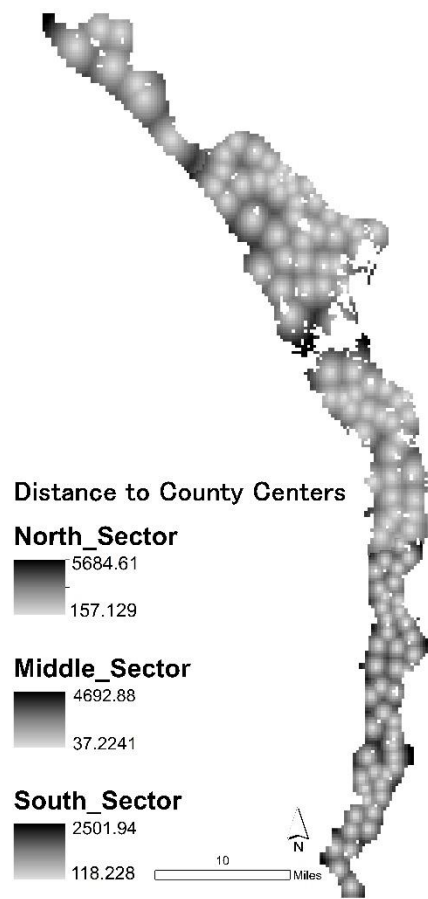 Distance to County Centers
North_Sector
5684.61
157.129
Middle_Sector
4692.88
37.2241
South_Sector
2501.94
118.228
N
10
Miles